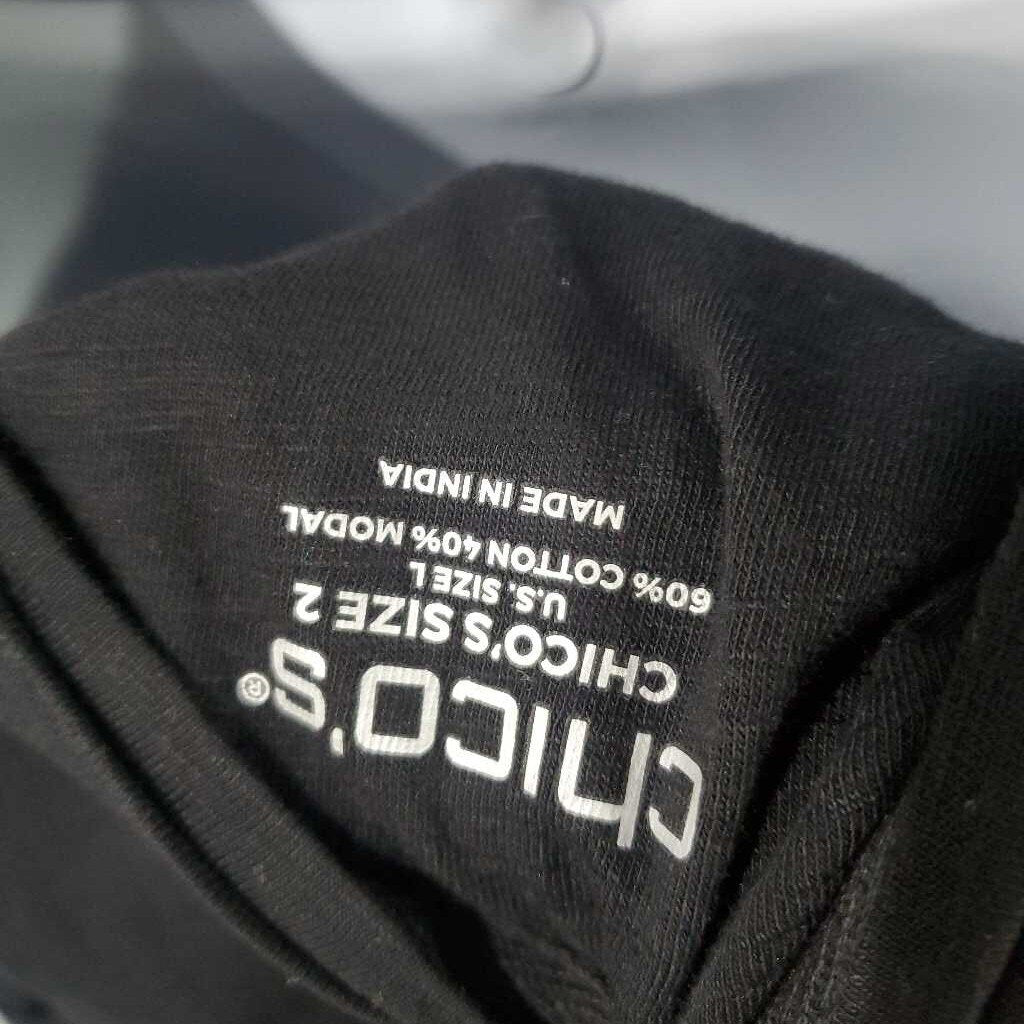 CHICO'S®
CHICO'S SIZE 2
U.S. SIZE L
60% COTTON 40% MODAL
MADE IN INDIA